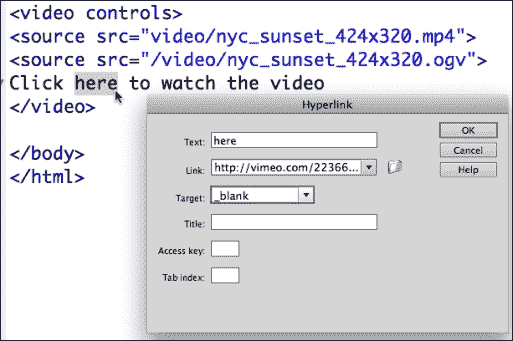 <video controls>
<source src="video/nyc_sunset_424x320.mp4">
<source src="/video/nyc_sunset_424x320.ogv">
Click here to watch the video
</video>
</body>
</html>
Hyperlink
Text: here
OK
Link: http://vimeo.com/22366...
Cancel
Target: _blank
Help
Title:
Access key:
Tab index: